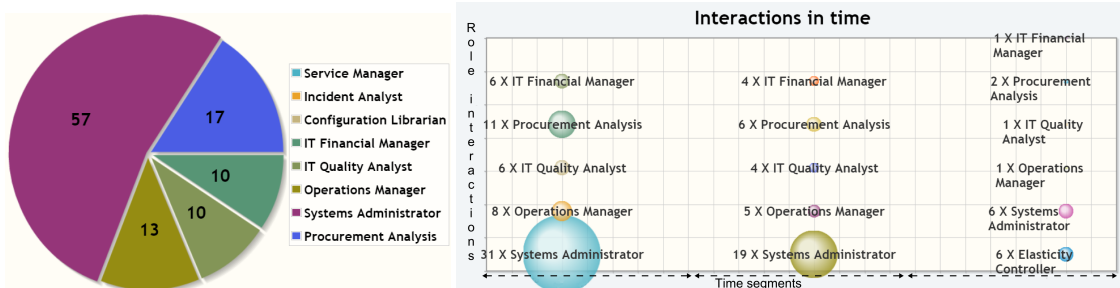 57
17
10
10
13
Service Manager
Incident Analyst
Configuration Librarian
IT Financial Manager
IT Quality Analyst
Operations Manager
Systems Administrator
Procurement Analysis
Interactions in time
Role interactions
6 X IT Financial Manager
11 X Procurement Analysis
6 X IT Quality Analyst
8 X Operations Manager
31 X Systems Administrator
4 X IT Financial Manager
6 X Procurement Analysis
4 X IT Quality Analyst
5 X Operations Manager
19 X Systems Administrator
1 X IT Financial
Manager
2 X Procurement
Analysis
1 X IT Quality
Analyst
1 X Operations
Manager
6 X Systems
Administrator
6 X Elasticity
Controller
Time segments